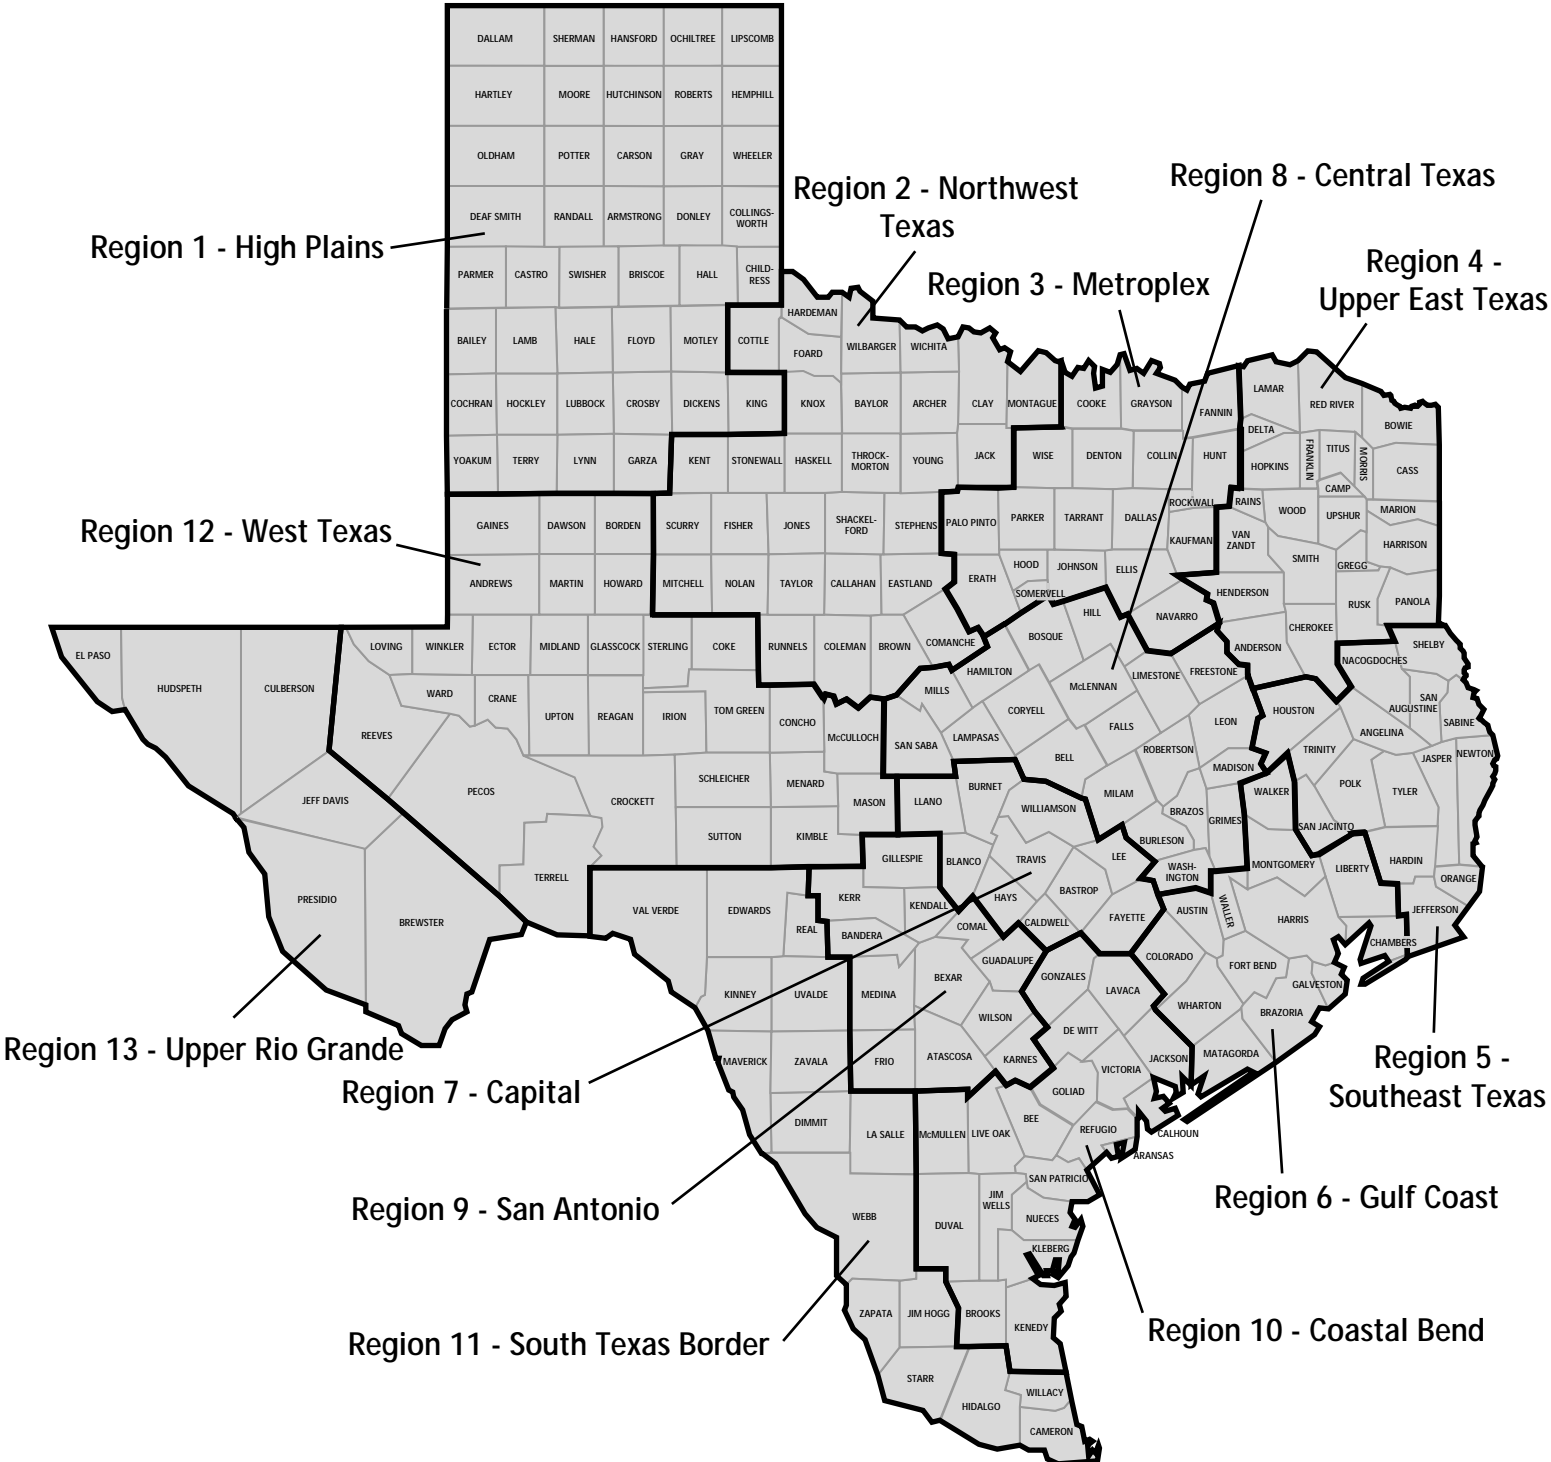 DALLAM SHERMAN HANSFORD OCHILTREE LIPSCOMB
HARTLEY MOORE HUTCHINSON ROBERTS HEMPHILL
OLDHAM POTTER CARSON GRAY WHEELER
Region 8 - Central Texas
Region 2 - Northwest
Texas
DEAF SMITH RANDALL ARMSTRONG DONLEY COLLINGS-
WORTH
Region 1 - High Plains
Region 4 -
Upper East Texas
Region 3 - Metroplex
PARMER CASTRO SWISHER BRISCOE HALL CHILD-
RESS
HARDEMAN
BAILEY LAMB HALE FLOYD MOTLEY COTTLE FOARD WILBARGER WICHITA
COCHRAN HOCKLEY LUBBOCK CROSBY DICKENS KING KNOX BAYLOR ARCHER CLAY MONTAGUE COOKE GRAYSON FANNIN LAMAR RED RIVER BOWIE
DELTA
YOAKUM TERRY LYNN GARZA KENT STONEWALL HASKELL THROCK-
MORTON YOUNG JACK WISE DENTON COLLIN HUNT HOPKINS FRANKLIN TITUS MORRIS CASS
CAMP
Region 12 - West Texas
GAINES DAWSON BORDEN SCURRY FISHER JONES SHACKEL-
FORD STEPHENS PALO PINTO PARKER TARRANT DALLAS ROCKWALL RAINS WOOD UPSHUR MARION
KAUFMAN VAN
ZANDT SMITH GREGG HARRISON
ANDREWS MARTIN HOWARD MITCHELL NOLAN TAYLOR CALLAHAN EASTLAND ERATH HOOD JOHNSON ELLIS
SOMERVELL HENDERSON RUSK PANOLA
HILL NAVARRO CHEROKEE
EL PASO HUDSPETH CULBERSON
LOVING WINKLER ECTOR MIDLAND GLASSCOCK STERLING COKE RUNNELS COLEMAN BROWN COMANCHE BOSQUE ANDERSON NACOGDOCHES SHELBY
HAMILTON McLENNAN LIMESTONE FREESTONE
WARD CRANE UPTON REAGAN IRION TOM GREEN CONCHO McCULLOCH MILLS CORYELL FALLS LEON HOUSTON SAN
AUGUSTINE SABINE
REEVES SAN SABA LAMPASAS BELL ROBERTSON TRINITY ANGELINA JASPER NEWTON
MADISON
JEFF DAVIS PECOS CROCKETT SCHLEICHER MENARD MASON LLANO BURNET WILLIAMSON MILAM BRAZOS GRIMES WALKER POLK TYLER
SUTTON KIMBLE BURLESON SAN JACINTO
TERRELL GILLESPIE BLANCO TRAVIS LEE WASH-
INGTON MONTGOMERY LIBERTY HARDIN ORANGE
PRESIDIO BREWSTER VAL VERDE EDWARDS REAL KERR KENDALL HAYS BASTROP FAYETTE AUSTIN WALLER HARRIS JEFFERSON
BANDERA COMAL CALDWELL COLORADO CHAMBERS
KINNEY UVALDE MEDINA BEXAR GUADALUPE GONZALES LAVACA FORT BEND GALVESTON
WILSON WHARTON BRAZORIA
Region 13 - Upper Rio Grande
MAVERICK ZAVALA FRIO ATASCOSA KARNES DE WITT VICTORIA JACKSON MATAGORDA
Region 5 -
Southeast Texas
Region 7 - Capital
GOLIAD
DIMMIT LA SALLE McMULLEN LIVE OAK BEE REFUGIO CALHOUN
ARANSAS
SAN PATRICIO
Region 9 - San Antonio
Region 6 - Gulf Coast
WEBB DUVAL JIM
WELLS NUECES
KLEBERG
ZAPATA JIM HOGG BROOKS KENEDY
Region 11 - South Texas Border
Region 10 - Coastal Bend
STARR HIDALGO WILLACY
CAMERON